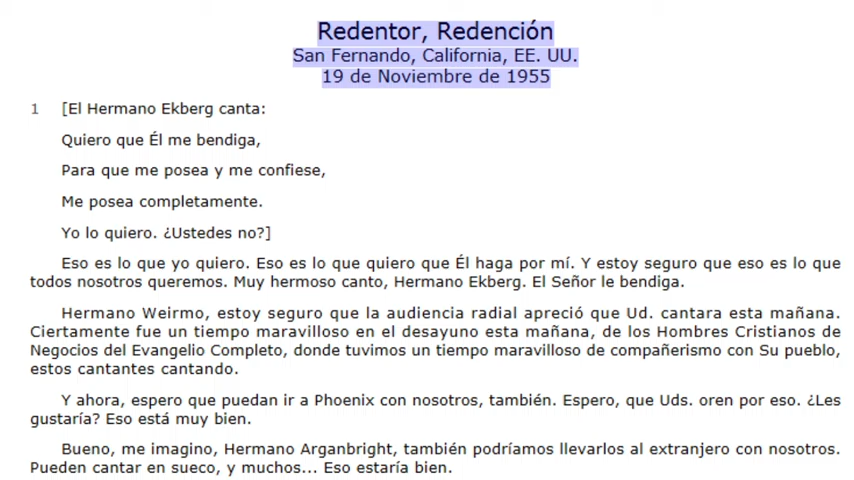 Redentor, Redención
San Fernando, California, EE. UU.
19 de Noviembre de 1955
1 [El Hermano Ekberg canta:
Quiero que Él me bendiga,
Para que me posea y me confiese,
Me posea completamente.
Yo lo quiero. ¿Ustedes no?]
Eso es lo que yo quiero. Eso es lo que quiero que Él haga por mí. Y estoy seguro que eso es lo que
todos nosotros queremos. Muy hermoso canto, Hermano Ekberg. El Señor le bendiga.
Hermano Weirmo, estoy seguro que la audiencia radial apreció que Ud. cantara esta mañana.
Ciertamente fue un tiempo maravilloso en el desayuno esta mañana, de los Hombres Cristianos de
Negocios del Evangelio Completo, donde tuvimos un tiempo maravilloso de compañerismo con Su pueblo,
estos cantantes cantando.
Y ahora, espero que puedan ir a Phoenix con nosotros, también. Espero, que Uds. oren por eso. ¿Les
gustaría? Eso está muy bien.
Bueno, me imagino, Hermano Arganbright, también podríamos llevarlos al extranjero con nosotros.
Pueden cantar en sueco, y muchos... Eso estaría bien.